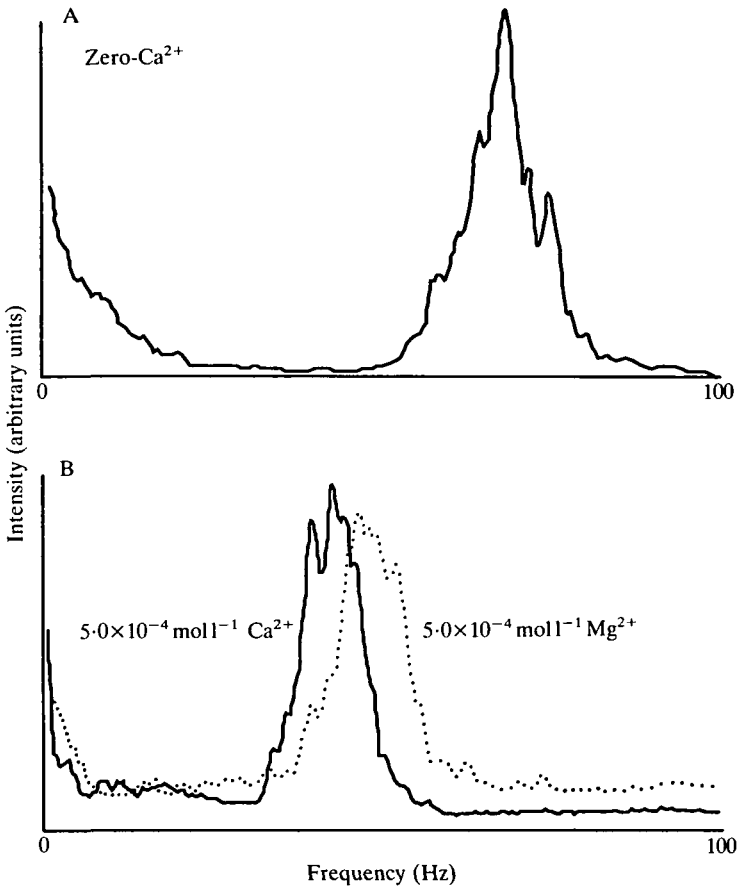 A
Zero-Ca²⁺
0
100
Intensity (arbitrary units)
B
5·0×10⁻⁴ mol l⁻¹ Ca²⁺
5·0×10⁻⁴ mol l⁻¹ Mg²⁺
0
100
Frequency (Hz)